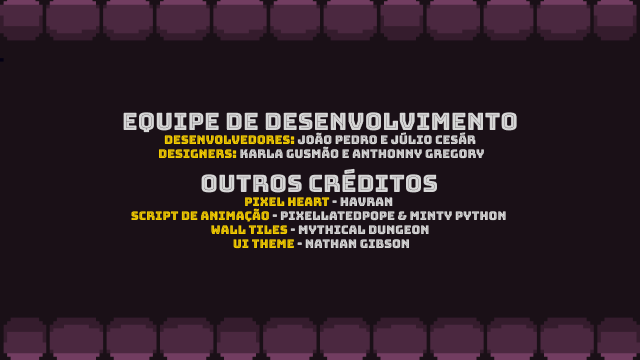 EQUIPE DE DESENVOLVIMENTO
DESENVOLVEDORES: JOÃO PEDRO E JÚLIO CESÁR
DESIGNERS: KARLA GUSMÃO E ANTHONNY GREGORY
OUTROS CRÉDITOS
PIXEL HEART - HAVRAN
SCRIPT DE ANIMAÇÃO - PIXELLATEDPOPE & MINTY PYTHON
WALL TILES - MYTHICAL DUNGEON
UI THEME - NATHAN GIBSON